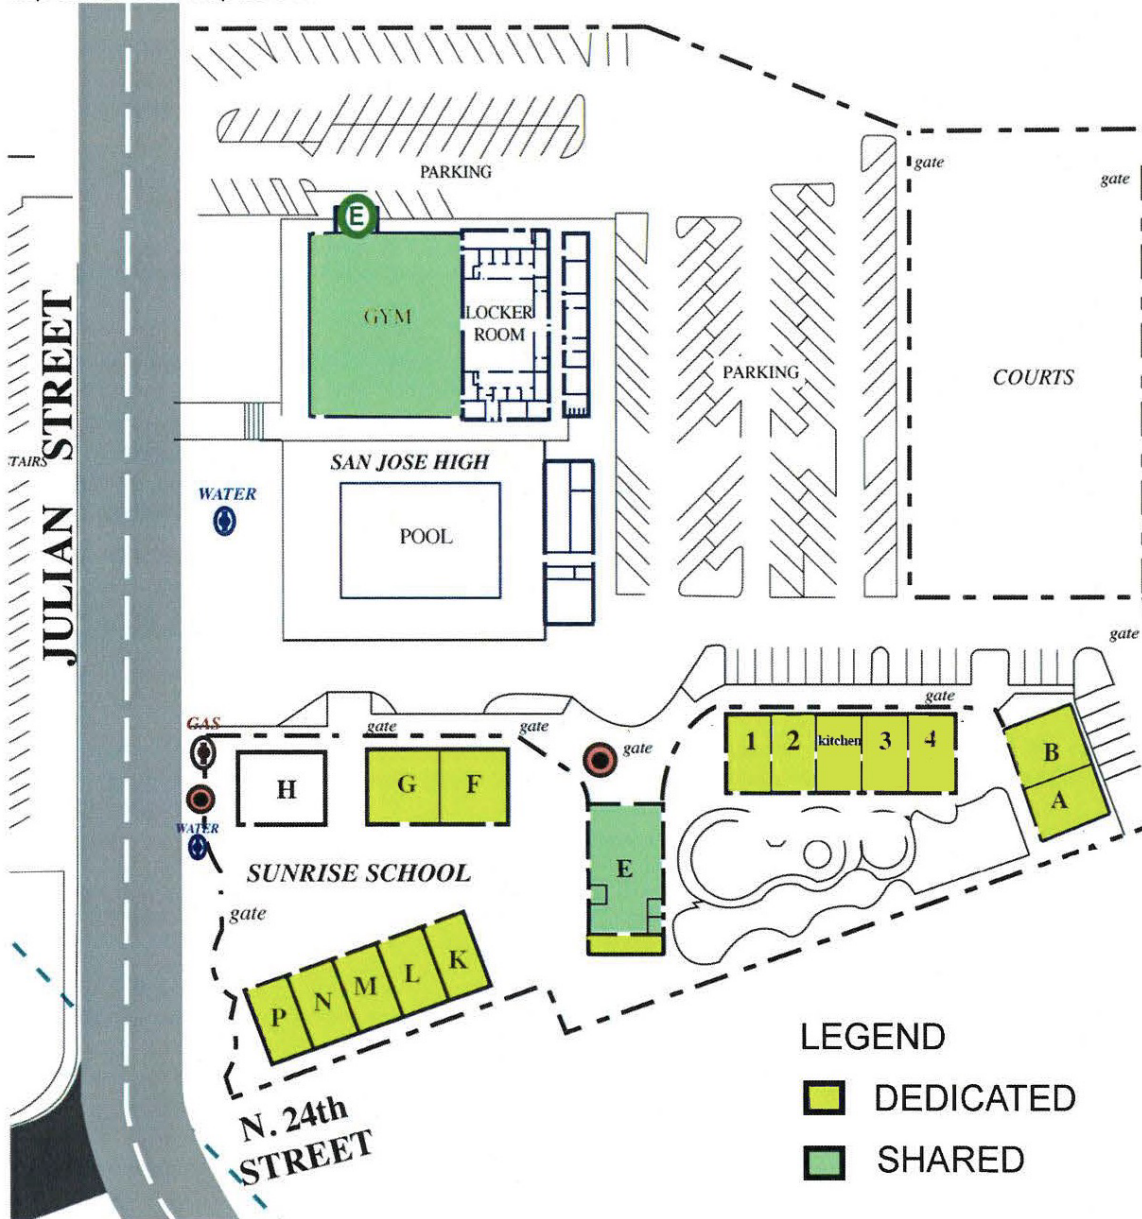 PARKING
gate
gate
E
GYM
LOCKER
ROOM
PARKING
COURTS
JULIAN STREET
TAIRS
SAN JOSE HIGH
WATER
POOL
gate
GAS
gate
gate
gate
gate
1
2
kitchen
3
4
B
A
H
G
F
WATER
E
SUNRISE SCHOOL
gate
P
N
M
L
K
N. 24th
STREET
LEGEND
DEDICATED
SHARED